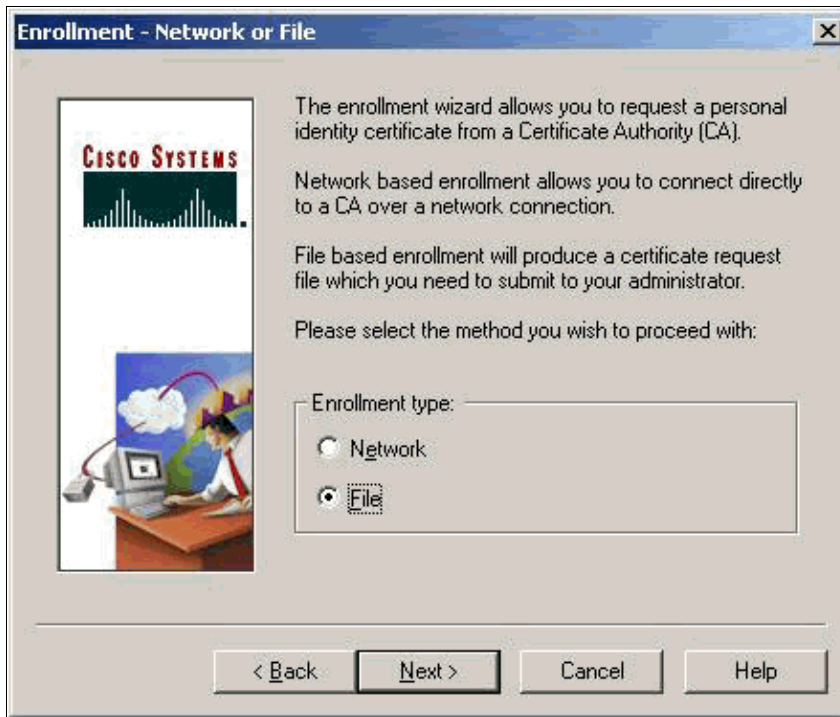 Enrollment - Network or File
CISCO SYSTEMS
The enrollment wizard allows you to request a personal
identity certificate from a Certificate Authority (CA).
Network based enrollment allows you to connect directly
to a CA over a network connection.
File based enrollment will produce a certificate request
file which you need to submit to your administrator.
Please select the method you wish to proceed with:
Enrollment type:
Network
File
< Back
Next >
Cancel
Help